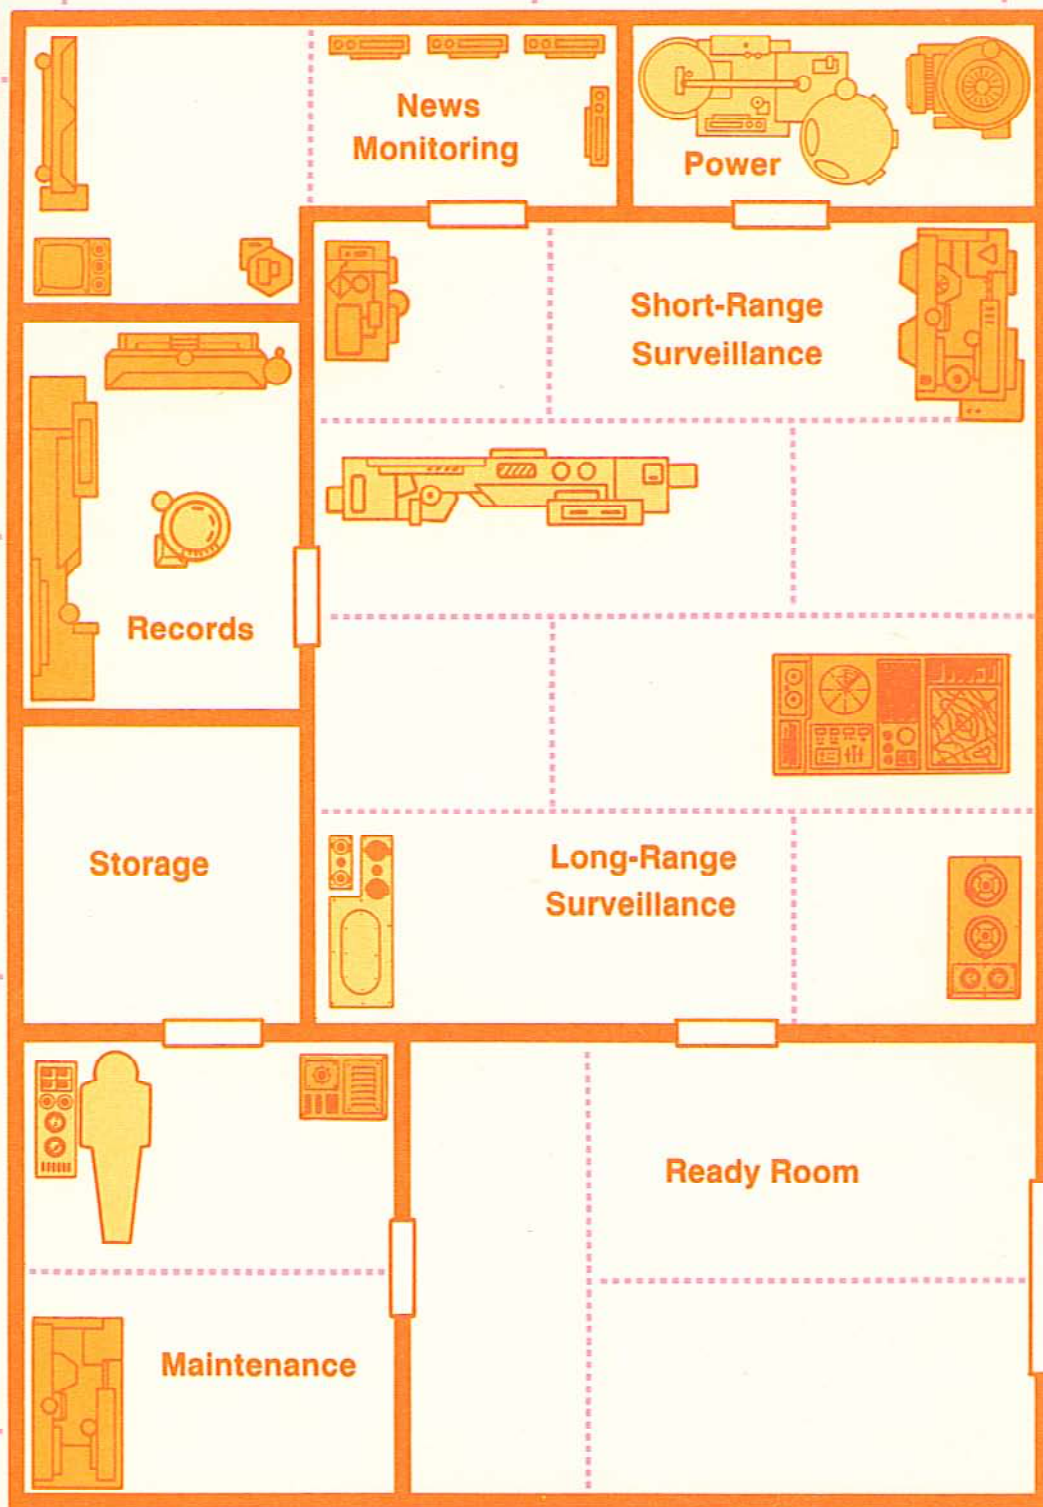 News
Monitoring
Power
Short-Range
Surveillance
Records
Storage
Long-Range
Surveillance
Ready Room
Maintenance